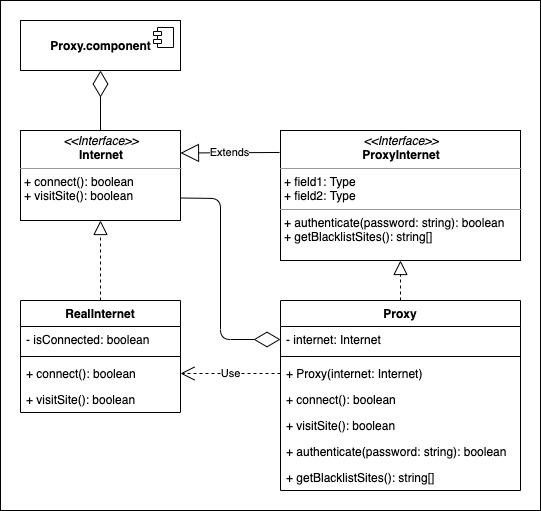 Proxy.component
<<Interface>>
Internet
+ connect(): boolean
+ visitSite(): boolean
Extends
<<Interface>>
ProxyInternet
+ field1: Type
+ field2: Type
+ authenticate(password: string): boolean
+ getBlacklistSites(): string[]
RealInternet
- isConnected: boolean
+ connect(): boolean
+ visitSite(): boolean
Use
Proxy
- internet: Internet
+ Proxy(internet: Internet)
+ connect(): boolean
+ visitSite(): boolean
+ authenticate(password: string): boolean
+ getBlacklistSites(): string[]